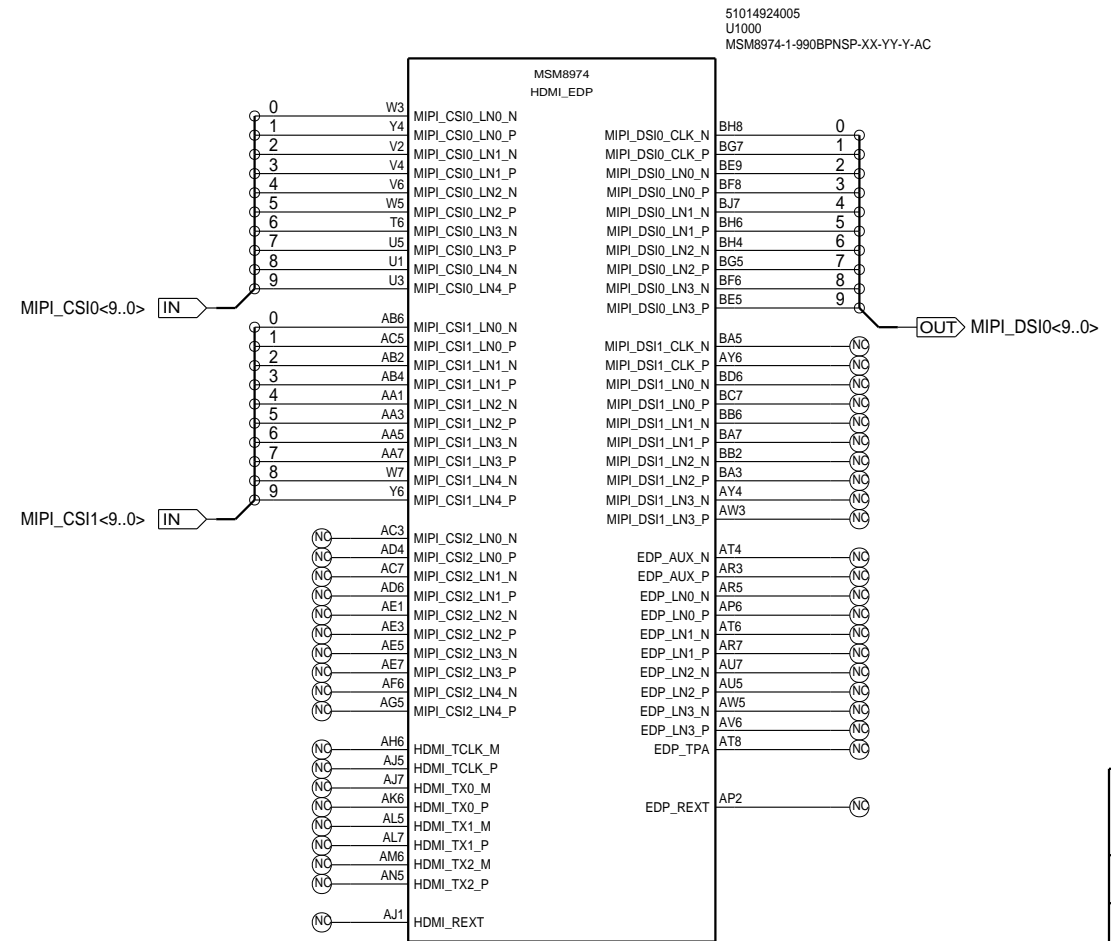 51014924005
U1000
MSM8974-1-990BPNSP-XX-YY-Y-AC
MSM8974
HDMI_EDP
0 W3 MIPI_CSI0_LN0_N
1 Y4 MIPI_CSI0_LN0_P
2 V2 MIPI_CSI0_LN1_N
3 V4 MIPI_CSI0_LN1_P
4 V6 MIPI_CSI0_LN2_N
5 W5 MIPI_CSI0_LN2_P
6 T6 MIPI_CSI0_LN3_N
7 U5 MIPI_CSI0_LN3_P
8 U1 MIPI_CSI0_LN4_N
9 U3 MIPI_CSI0_LN4_P
MIPI_CSI0<9..0> IN
0 AB6 MIPI_CSI1_LN0_N
1 AC5 MIPI_CSI1_LN0_P
2 AB2 MIPI_CSI1_LN1_N
3 AB4 MIPI_CSI1_LN1_P
4 AA1 MIPI_CSI1_LN2_N
5 AA3 MIPI_CSI1_LN2_P
6 AA5 MIPI_CSI1_LN3_N
7 AA7 MIPI_CSI1_LN3_P
8 W7 MIPI_CSI1_LN4_N
9 Y6 MIPI_CSI1_LN4_P
MIPI_CSI1<9..0> IN
NC AC3 MIPI_CSI2_LN0_N
NC AD4 MIPI_CSI2_LN0_P
NC AC7 MIPI_CSI2_LN1_N
NC AD6 MIPI_CSI2_LN1_P
NC AE1 MIPI_CSI2_LN2_N
NC AE3 MIPI_CSI2_LN2_P
NC AE5 MIPI_CSI2_LN3_N
NC AE7 MIPI_CSI2_LN3_P
NC AF6 MIPI_CSI2_LN4_N
NC AG5 MIPI_CSI2_LN4_P
NC AH6 HDMI_TCLK_M
NC AJ5 HDMI_TCLK_P
NC AJ7 HDMI_TX0_M
NC AK6 HDMI_TX0_P
NC AL5 HDMI_TX1_M
NC AL7 HDMI_TX1_P
NC AM6 HDMI_TX2_M
NC AN5 HDMI_TX2_P
NC AJ1 HDMI_REXT
MIPI_DSI0_CLK_N BH8 0
MIPI_DSI0_CLK_P BG7 1
MIPI_DSI0_LN0_N BE9 2
MIPI_DSI0_LN0_P BF8 3
MIPI_DSI0_LN1_N BJ7 4
MIPI_DSI0_LN1_P BH6 5
MIPI_DSI0_LN2_N BH4 6
MIPI_DSI0_LN2_P BG5 7
MIPI_DSI0_LN3_N BF6 8
MIPI_DSI0_LN3_P BE5 9
OUT MIPI_DSI0<9..0>
MIPI_DSI1_CLK_N BA5 NC
MIPI_DSI1_CLK_P AY6 NC
MIPI_DSI1_LN0_N BD6 NC
MIPI_DSI1_LN0_P BC7 NC
MIPI_DSI1_LN1_N BB6 NC
MIPI_DSI1_LN1_P BA7 NC
MIPI_DSI1_LN2_N BB2 NC
MIPI_DSI1_LN2_P BA3 NC
MIPI_DSI1_LN3_N AY4 NC
MIPI_DSI1_LN3_P AW3 NC
EDP_AUX_N AT4 NC
EDP_AUX_P AR3 NC
EDP_LN0_N AR5 NC
EDP_LN0_P AP6 NC
EDP_LN1_N AT6 NC
EDP_LN1_P AR7 NC
EDP_LN2_N AU7 NC
EDP_LN2_P AU5 NC
EDP_LN3_N AW5 NC
EDP_LN3_P AV6 NC
EDP_TPA AT8 NC
EDP_REXT AP2 NC